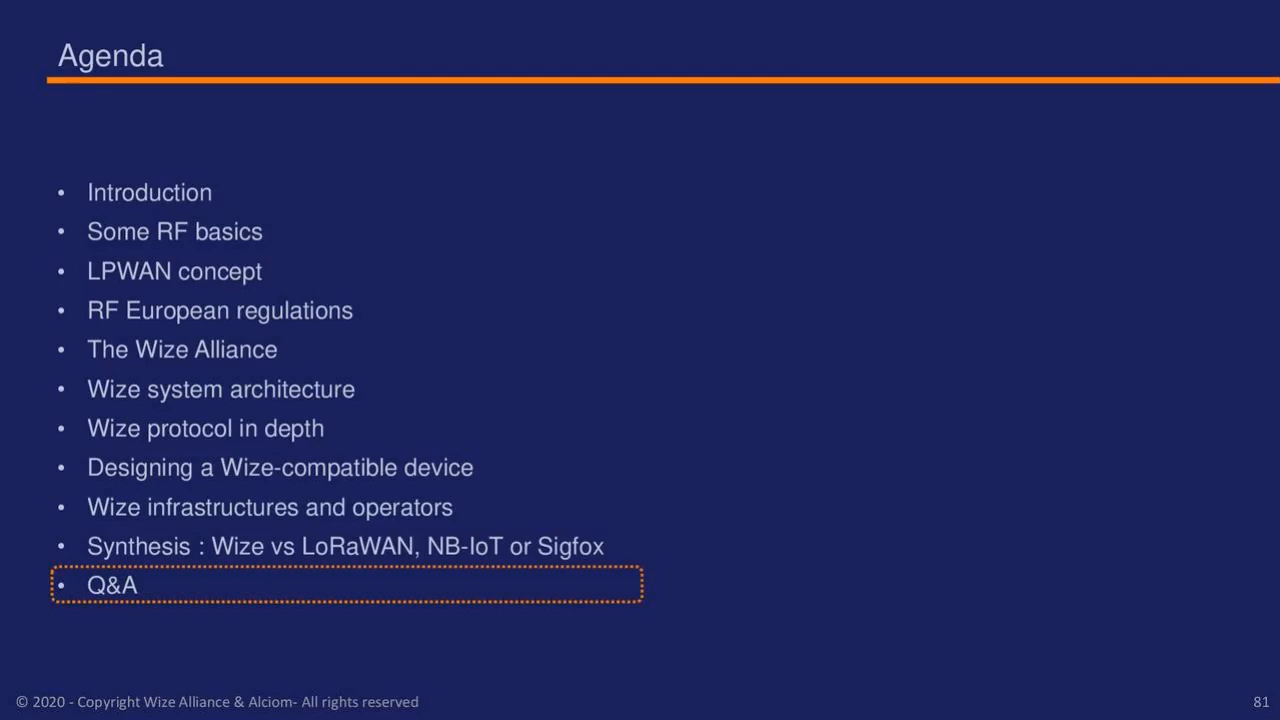 Agenda
• Introduction
• Some RF basics
• LPWAN concept
• RF European regulations
• The Wize Alliance
• Wize system architecture
• Wize protocol in depth
• Designing a Wize-compatible device
• Wize infrastructures and operators
• Synthesis : Wize vs LoRaWAN, NB-IoT or Sigfox
• Q&A
© 2020 - Copyright Wize Alliance & Alciom- All rights reserved
81